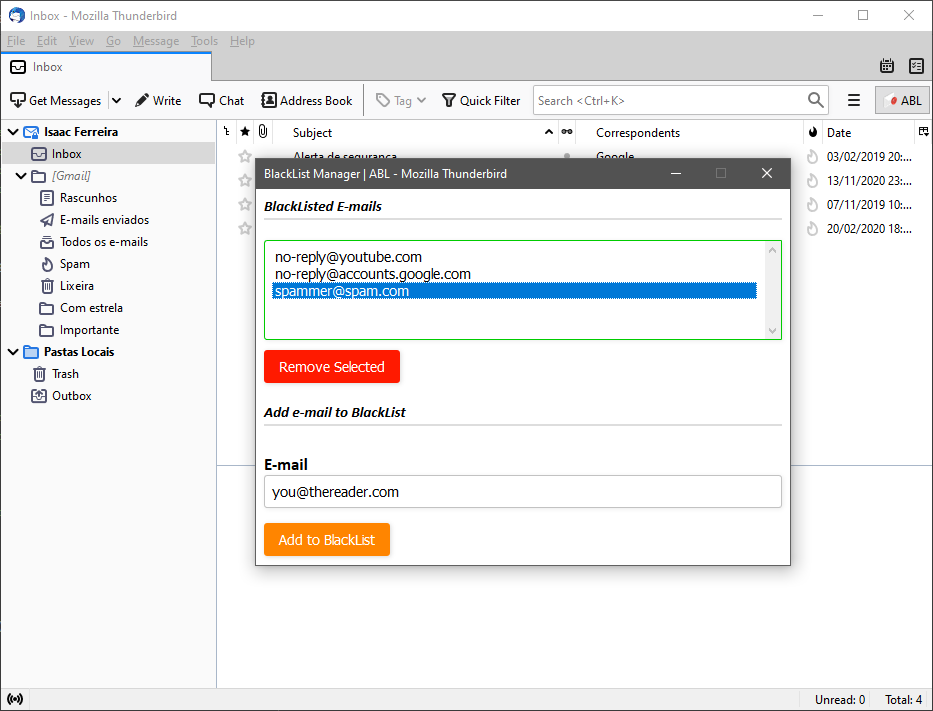 Inbox - Mozilla Thunderbird
File Edit View Go Message Tools Help
Inbox
Get Messages Write Chat Address Book Tag Quick Filter Search <Ctrl+K> ABL
Isaac Ferreira
Inbox
[Gmail]
Rascunhos
E-mails enviados
Todos os e-mails
Spam
Lixeira
Com estrela
Importante
Pastas Locais
Trash
Outbox
Subject Correspondents Date
Alerta de segurança Google 03/02/2019 20:...
13/11/2020 23:...
07/11/2019 10:...
20/02/2020 18:...
BlackList Manager | ABL - Mozilla Thunderbird
BlackListed E-mails
no-reply@youtube.com
no-reply@accounts.google.com
spammer@spam.com
Remove Selected
Add e-mail to BlackList
E-mail
you@thereader.com
Add to BlackList
Unread: 0 Total: 4